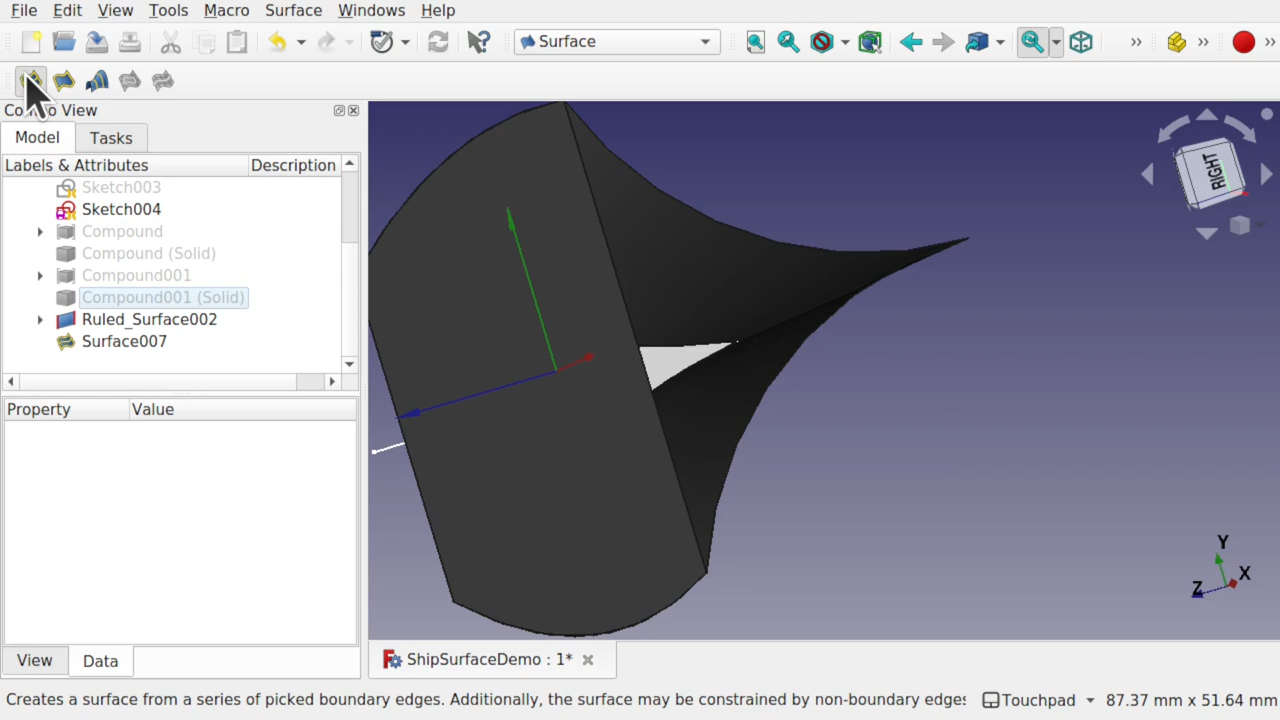 File Edit View Tools Macro Surface Windows Help
Surface
Model Tasks
Labels & Attributes Description
Sketch003
Sketch004
Compound
Compound (Solid)
Compound001
Compound001 (Solid)
Ruled_Surface002
Surface007
Property Value
View Data
RIGHT
Y
X
Z
ShipSurfaceDemo : 1*
Creates a surface from a series of picked boundary edges. Additionally, the surface may be constrained by non-boundary edges Touchpad 87.37 mm x 51.64 mm